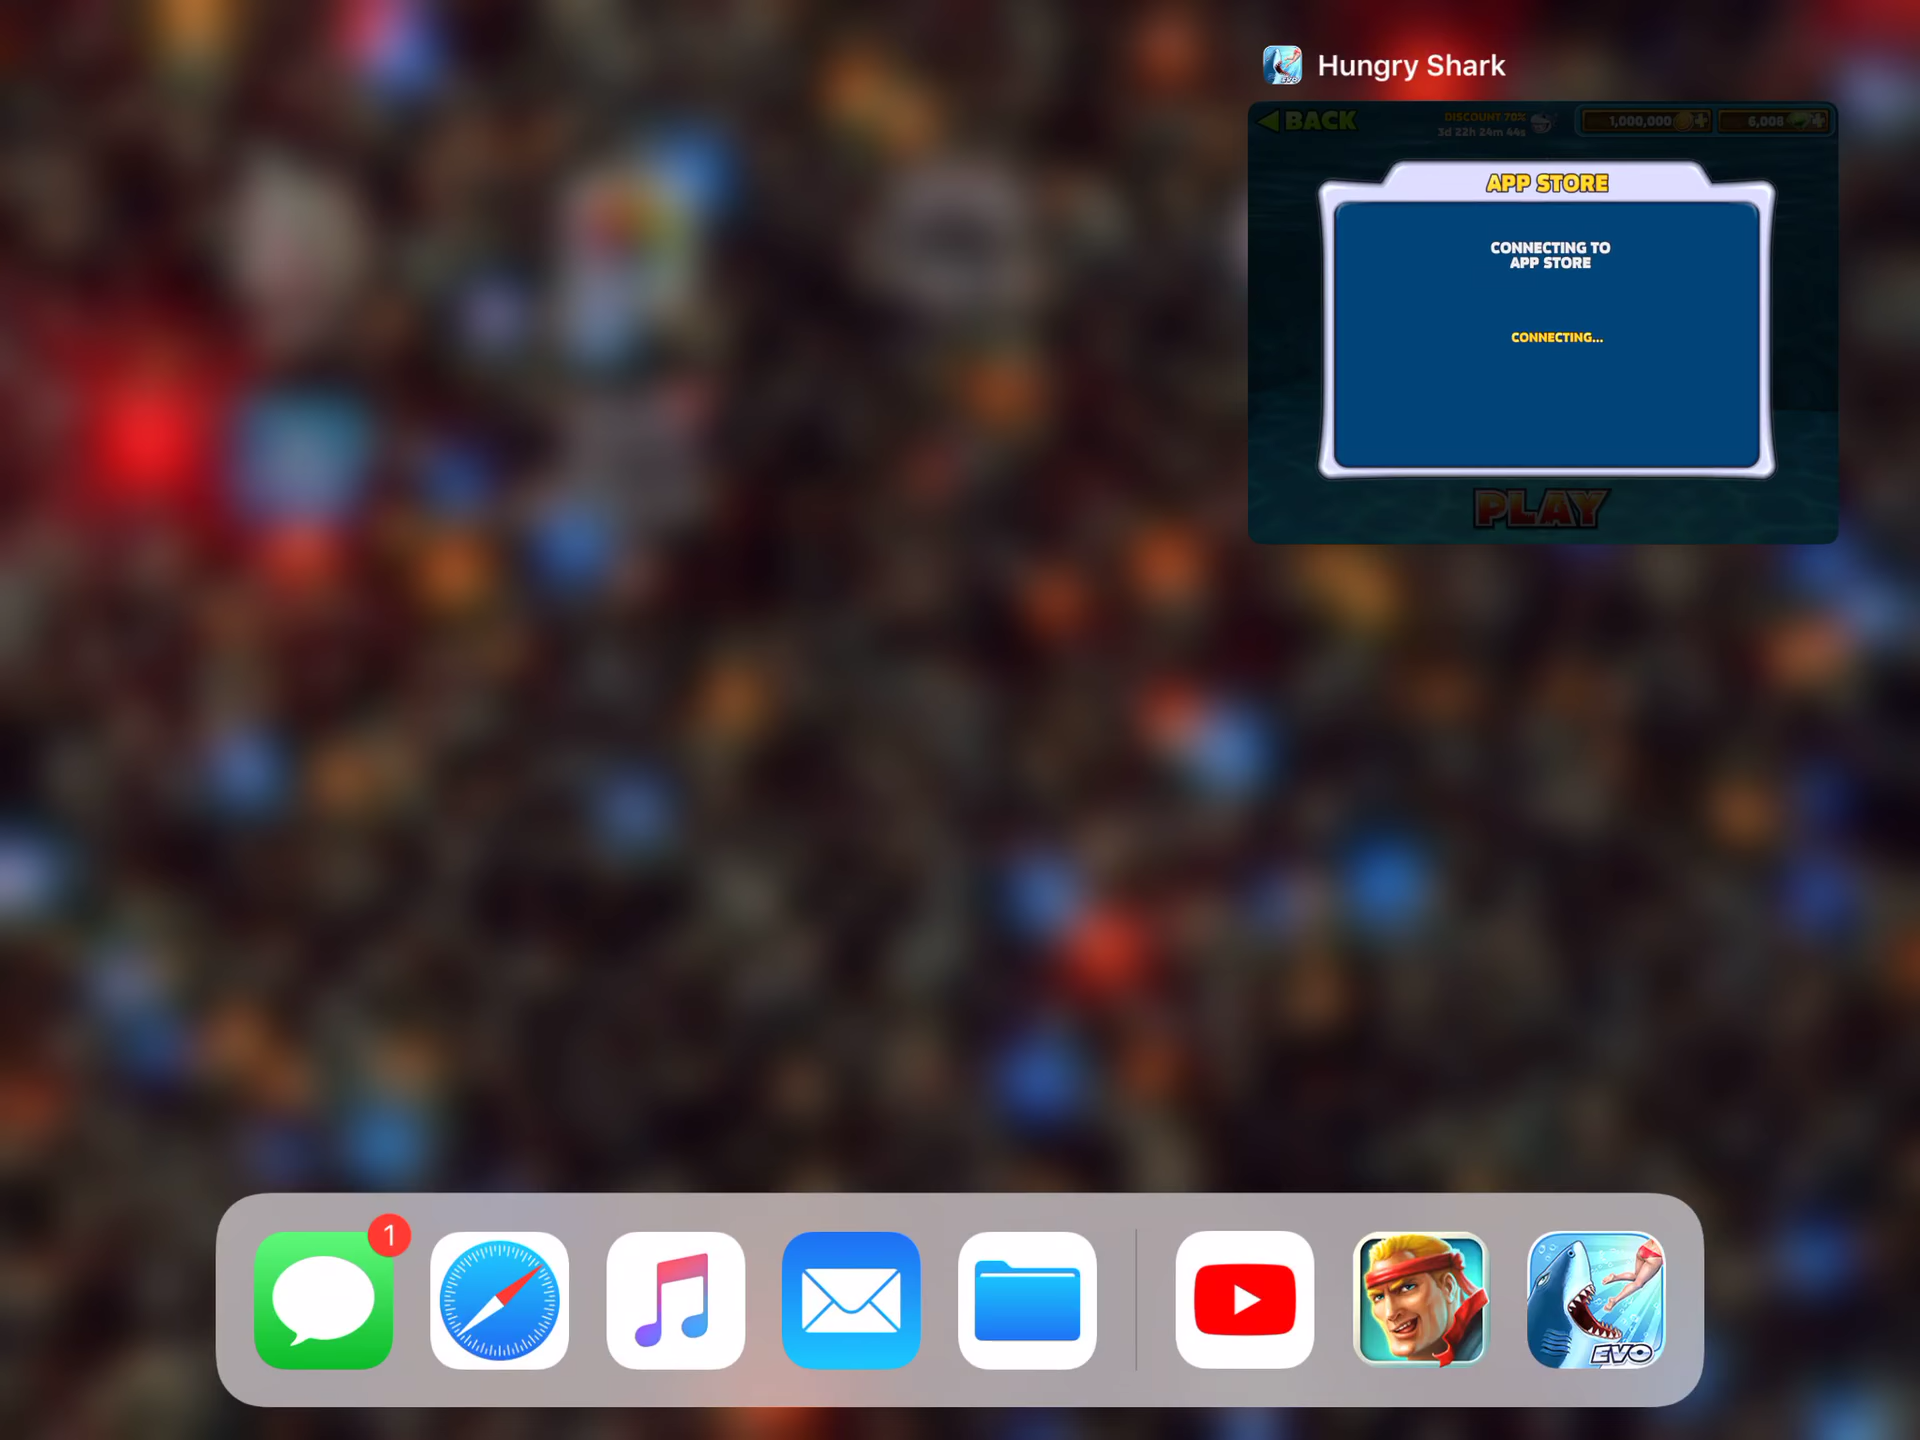 Hungry Shark
BACK
DISCOUNT 70%
3d 22h 24m 44s
1,000,000
6,006
APP STORE
CONNECTING TO
APP STORE
CONNECTING...
PLAY
1
EVO